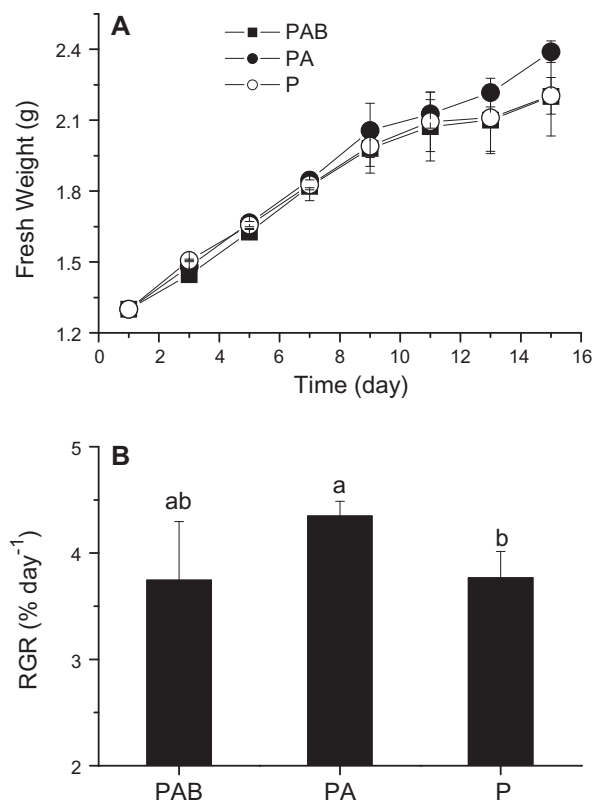 A
PAB
PA
P
Fresh Weight (g)
2.4
2.1
1.8
1.5
1.2
0 2 4 6 8 10 12 14 16
Time (day)
B
RGR (% day⁻¹)
5
4
3
2
ab
a
b
PAB PA P